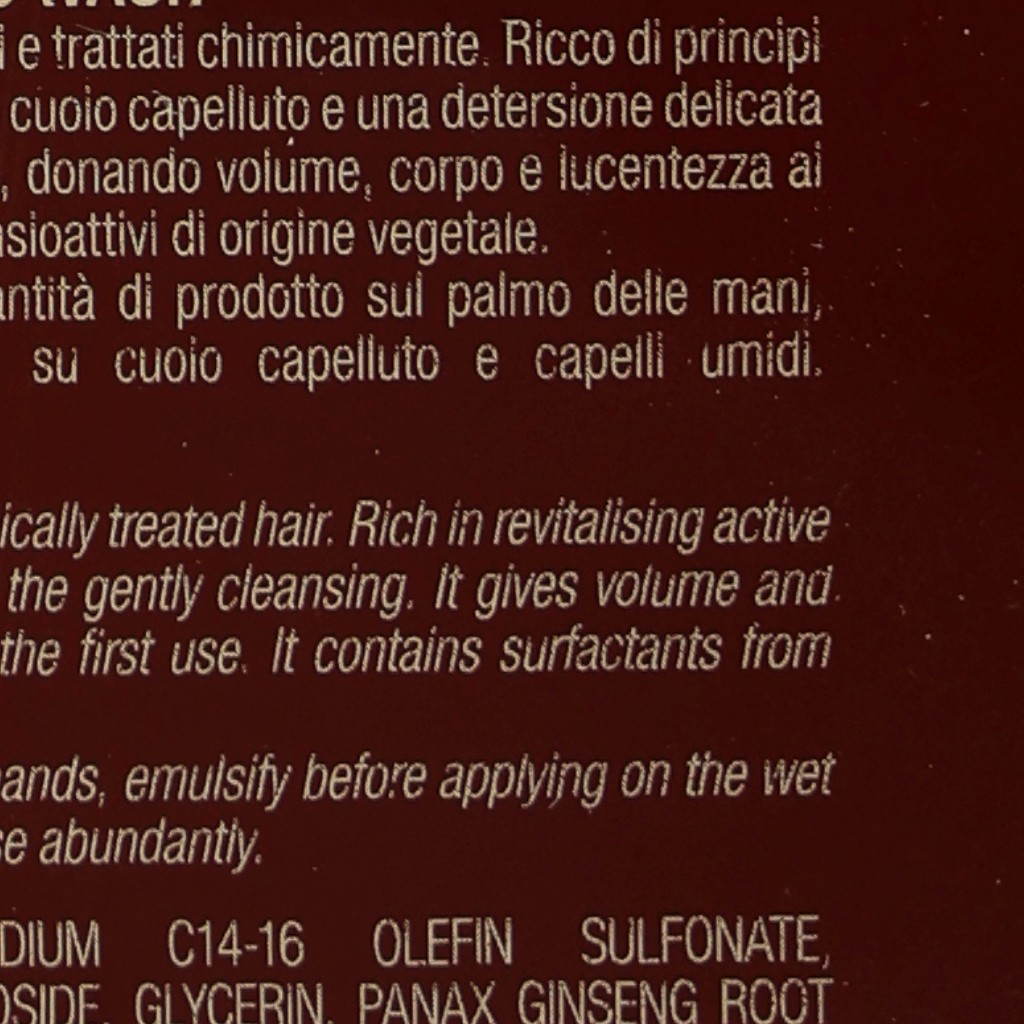 WASH
i e trattati chimicamente. Ricco di principi
cuoio capelluto e una detersione delicata
, donando volume, corpo e lucentezza ai
sioattivi di origine vegetale.
antità di prodotto sul palmo delle mani,
su cuoio capelluto e capelli umidi.
ically treated hair. Rich in revitalising active
the gently cleansing. It gives volume and
the first use. It contains surfactants from
ands, emulsify before applying on the wet
se abundantly.
DIUM C14-16 OLEFIN SULFONATE,
OSIDE, GLYCERIN, PANAX GINSENG ROOT